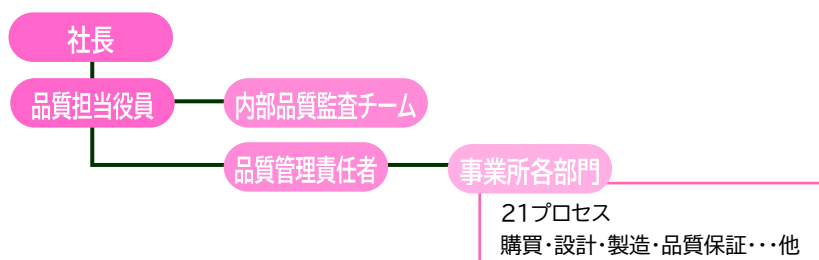 社長
品質担当役員
内部品質監査チーム
品質管理責任者
事業所各部門
21プロセス
購買・設計・製造・品質保証・・・他